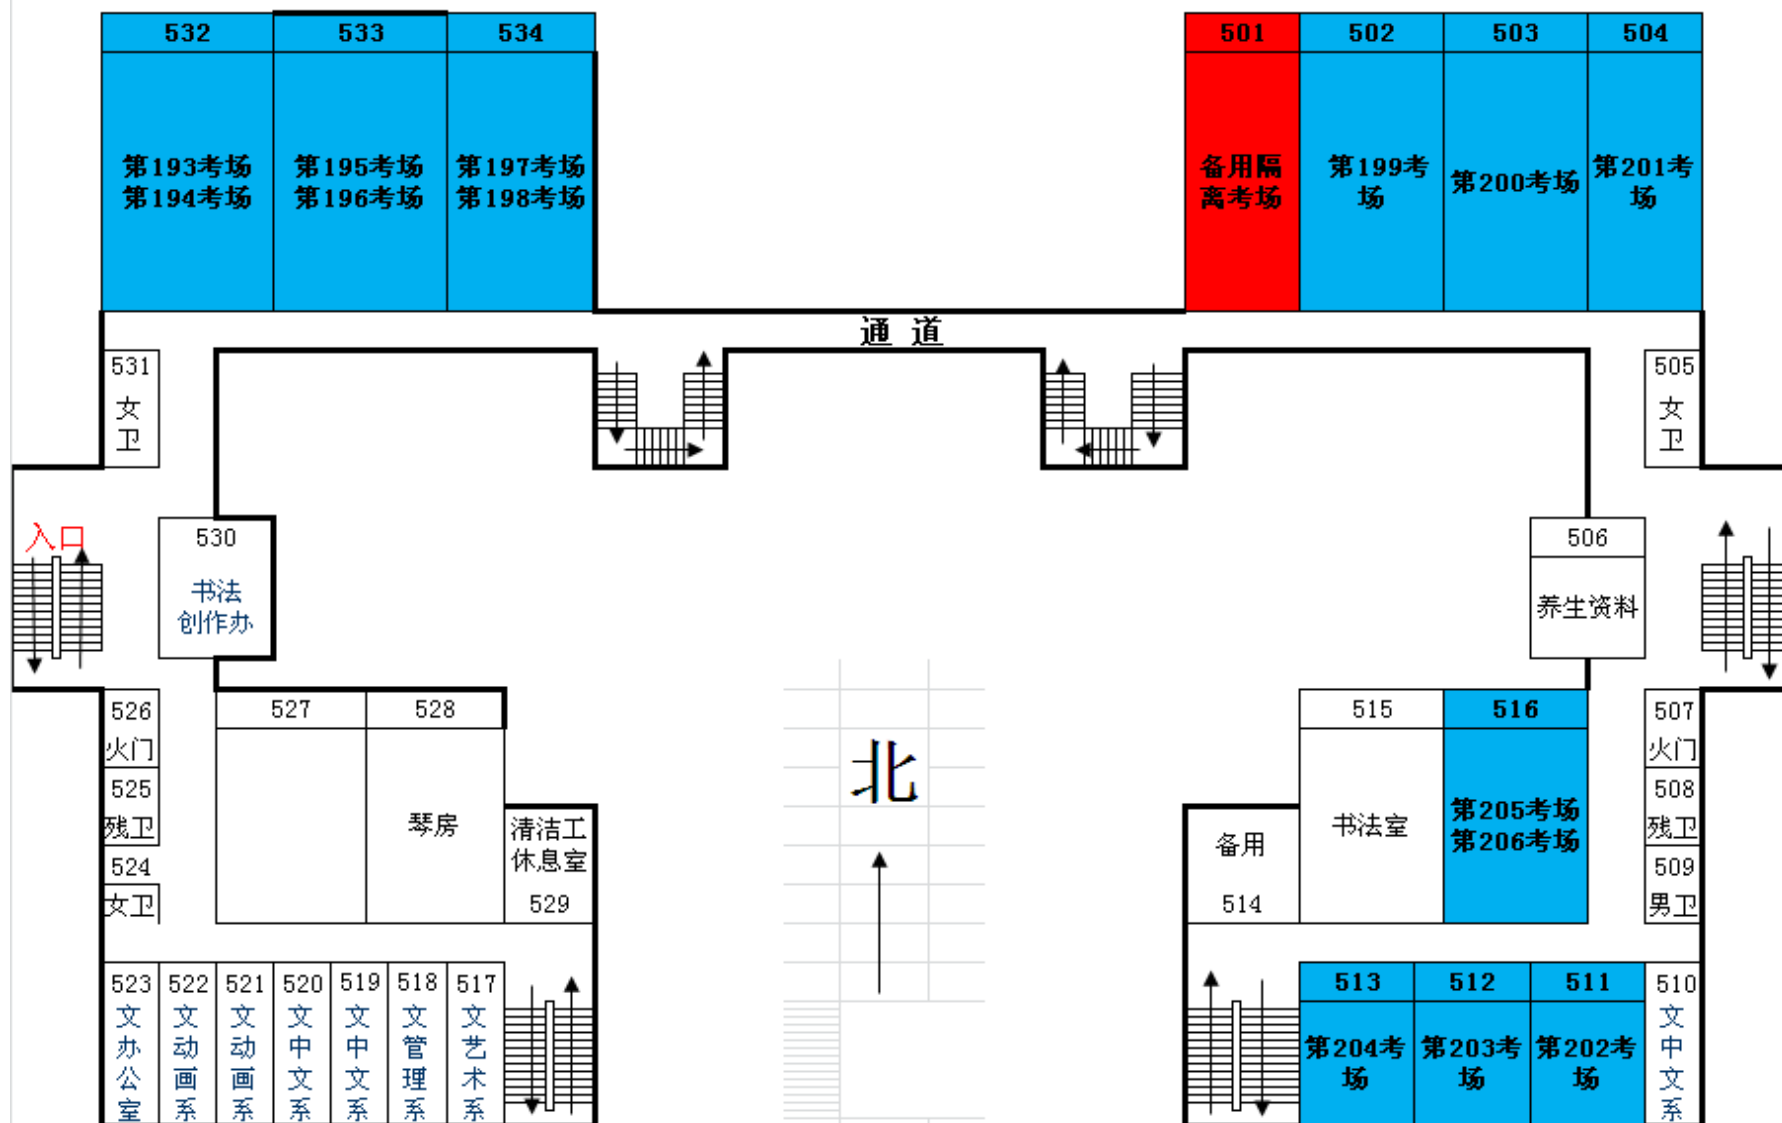 532
533
534
501
502
503
504
第193考场
第194考场
第195考场
第196考场
第197考场
第198考场
备用隔
离考场
第199考
场
第200考场
第201考
场
通 道
531
女
卫
505
女
卫
入口
530
书法
创作办
506
养生资料
526
火门
525
残卫
524
女卫
527
528
琴房
清洁工
休息室
529
北
备用
514
515
书法室
516
第205考场
第206考场
507
火门
508
残卫
509
男卫
523
文
办
公
室
522
文
动
画
系
521
文
动
画
系
520
文
中
文
系
519
文
中
文
系
518
文
管
理
系
517
文
艺
术
系
513
第204考
场
512
第203考
场
511
第202考
场
510
文
中
文
系